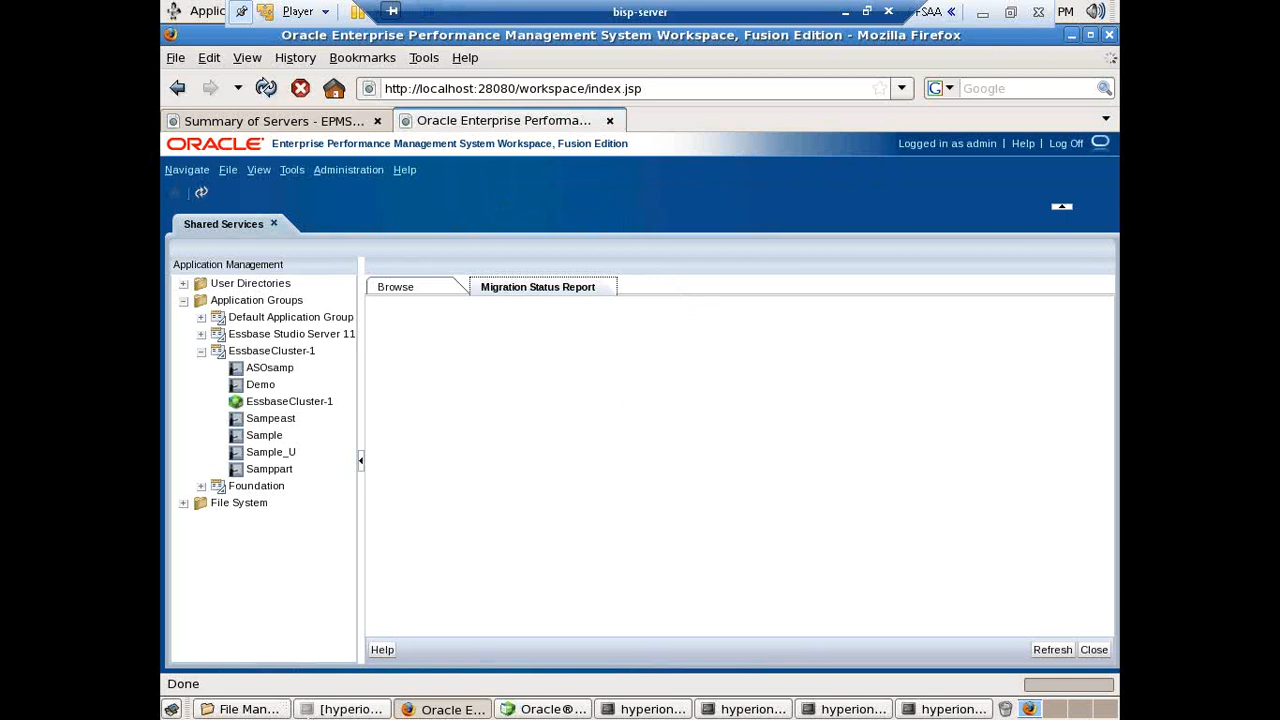 Applic
Player
bisp-server
FSAA «
PM
Oracle Enterprise Performance Management System Workspace, Fusion Edition - Mozilla Firefox
File Edit View History Bookmarks Tools Help
http://localhost:28080/workspace/index.jsp
G
Google
Summary of Servers - EPMS...
Oracle Enterprise Performa...
ORACLE Enterprise Performance Management System Workspace, Fusion Edition
Logged in as admin | Help | Log Off
Navigate File View Tools Administration Help
Shared Services
Application Management
Browse
Migration Status Report
User Directories
Application Groups
Default Application Group
Essbase Studio Server 11
EssbaseCluster-1
ASOsamp
Demo
EssbaseCluster-1
Sampeast
Sample
Sample_U
Samppart
Foundation
File System
Help
Refresh
Close
Done
File Man...
[hyperio...
Oracle E...
Oracle®...
hyperion...
hyperion...
hyperion...
hyperion...